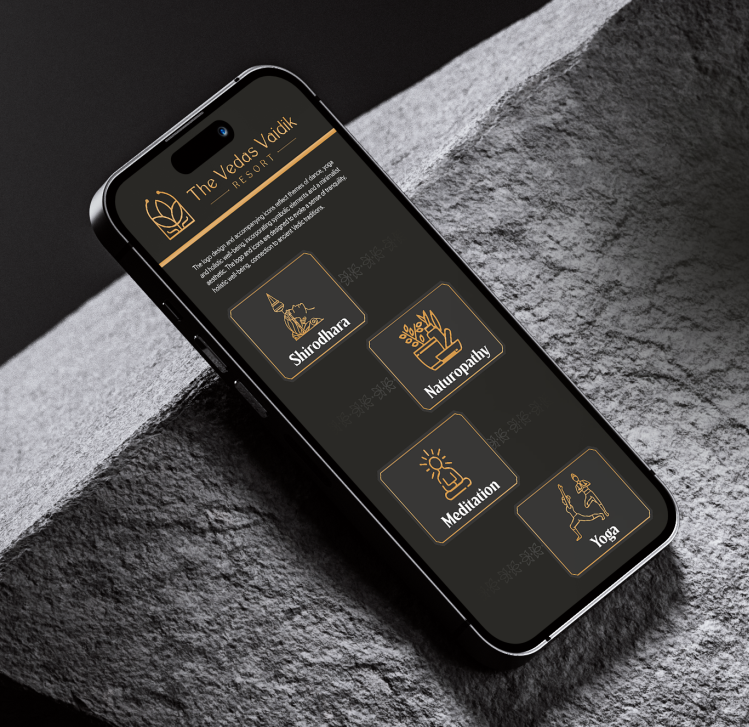 The Vedas Vaidik
RESORT
The logo design and accompanying icons reflect themes of dance, yoga
and holistic well-being, incorporating symbolic elements and a minimalist
aesthetic. The logo and icons are designed to evoke a sense of tranquility,
holistic well-being, connection to ancient Vedic traditions.
Shirodhara
Naturopathy
Meditation
Yoga